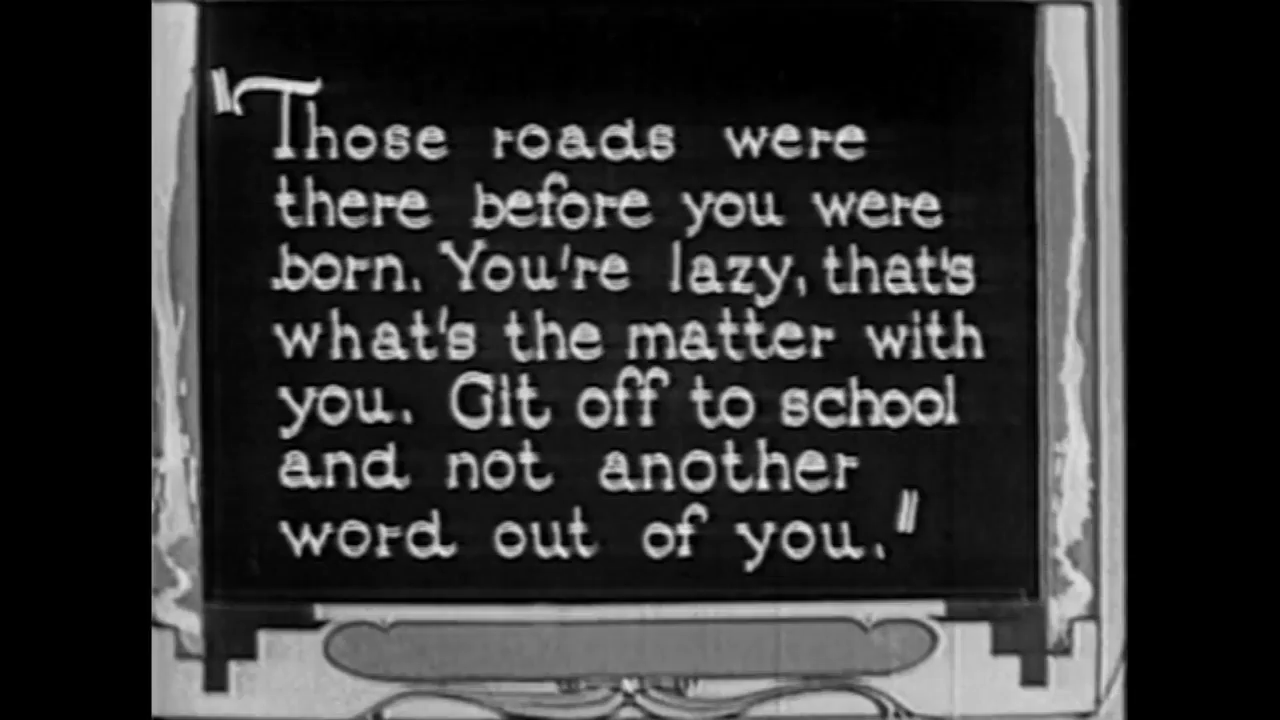 "Those roads were
there before you were
born. You're lazy, that's
what's the matter with
you. Git off to school
and not another
word out of you."